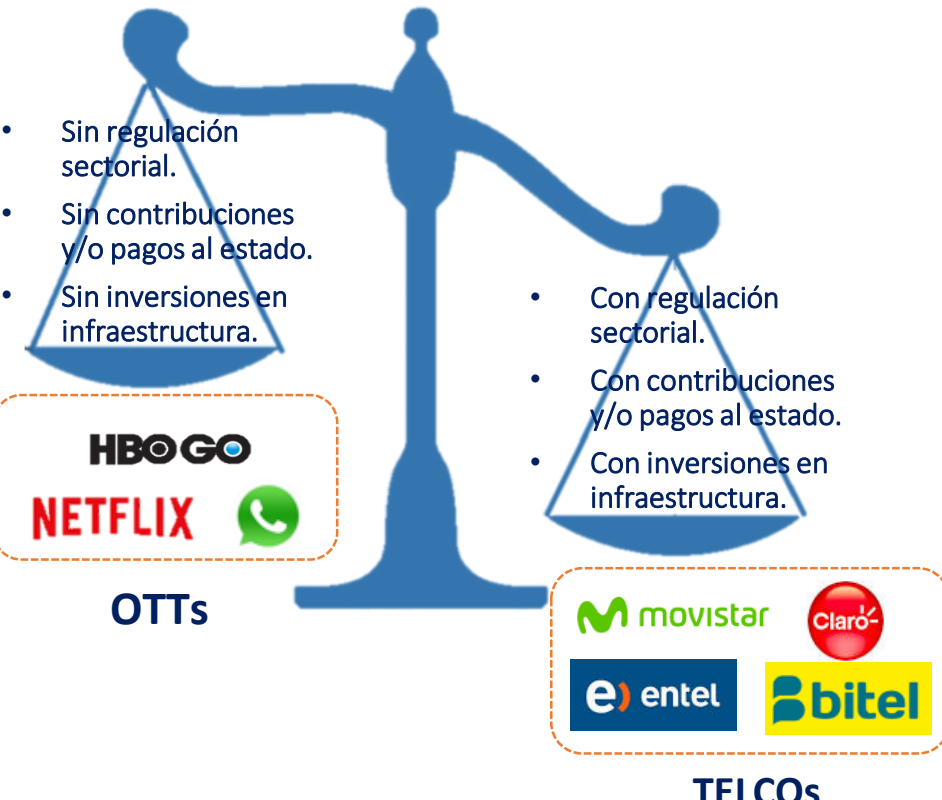 • Sin regulación
sectorial.
• Sin contribuciones
y/o pagos al estado.
• Sin inversiones en
infraestructura.
HBO GO
NETFLIX
OTTs
• Con regulación
sectorial.
• Con contribuciones
y/o pagos al estado.
• Con inversiones en
infraestructura.
movistar
Claro-
e) entel
bitel
TELCOs